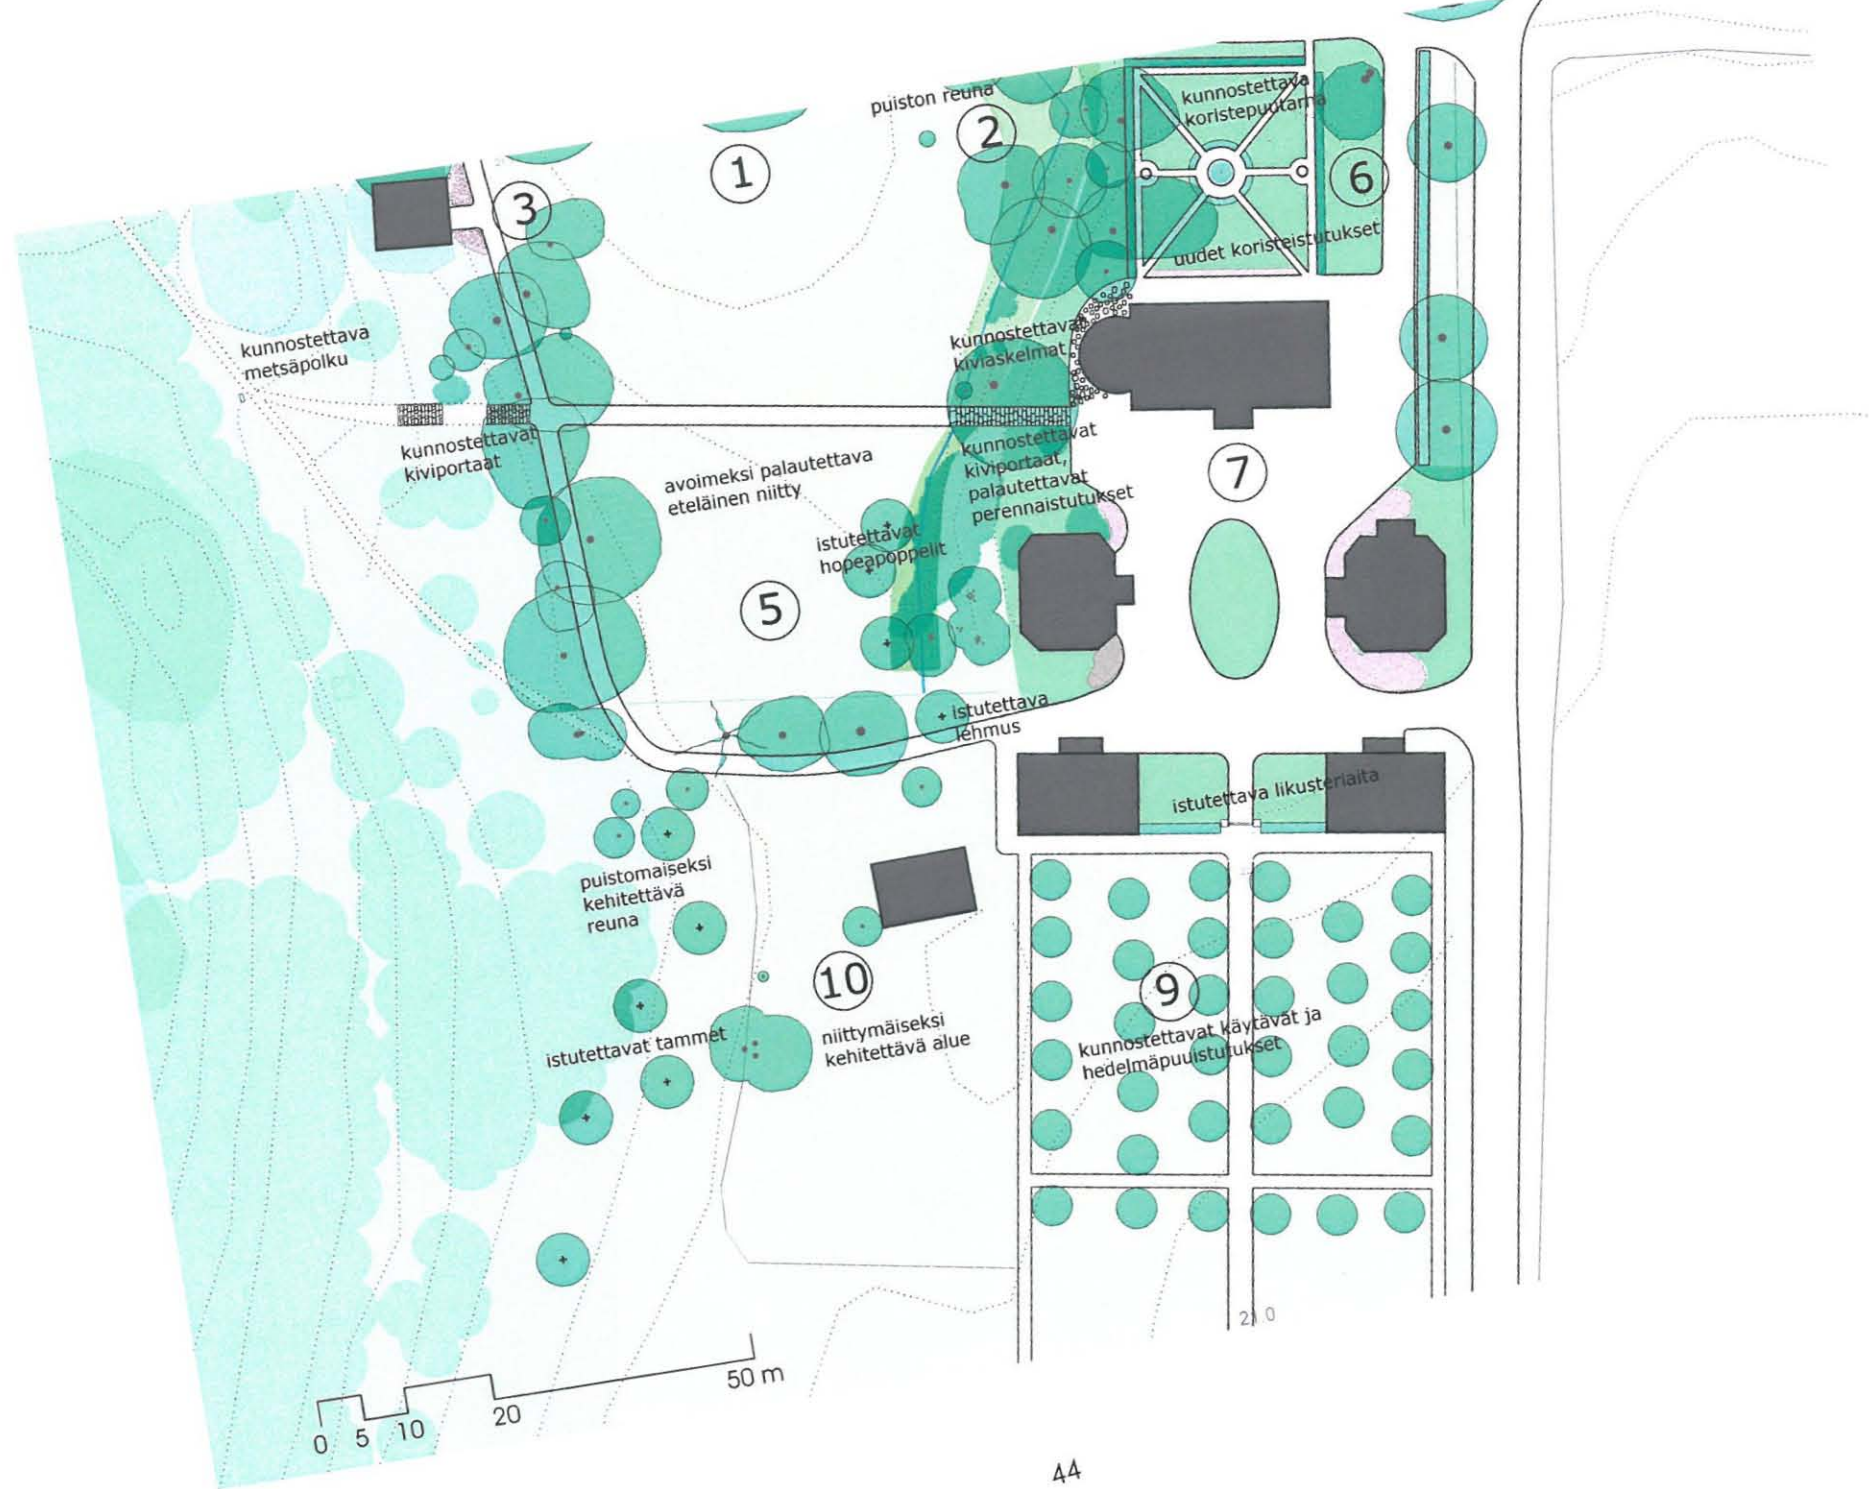 puiston reuna
2
1
3
kunnostettava
koristepuutarha
6
uudet koristeistutukset
kunnostettava
metsäpolku
kunnostettavat
kiviaskelmat
kunnostettavat
kiviportaat
avoimeksi palautettava
eteläinen niitty
kunnostettavat
kiviportaat,
palautettavat
perennaistutukset
7
istutettavat
hopeapoppelit
5
istutettava
lehmus
istutettava likusteriaita
puistomaiseksi
kehitettävä
reuna
10
niittymäiseksi
kehitettävä alue
istutettavat tammet
9
kunnostettavat käytävät ja
hedelmäpuuistutukset
21.0
0 5 10 20 50 m
44